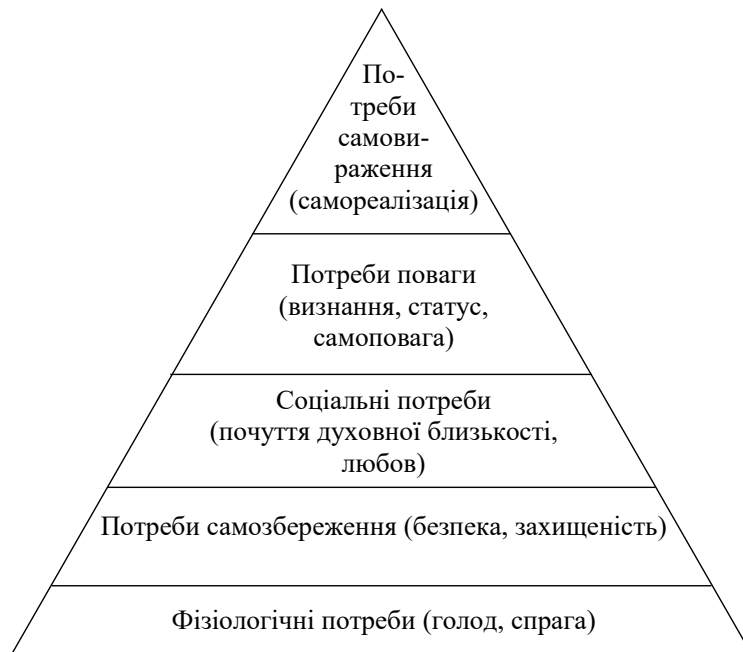 По-
треби
самови-
раження
(самореалізація)
Потреби поваги
(визнання, статус,
самоповага)
Соціальні потреби
(почуття духовної близькості,
любов)
Потреби самозбереження (безпека, захищеність)
Фізіологічні потреби (голод, спрага)